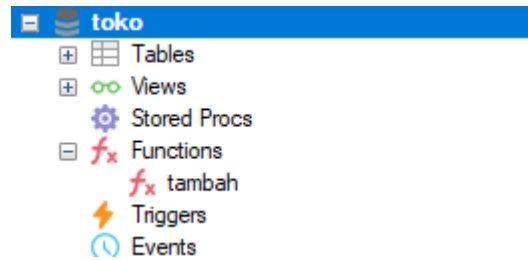 toko
Tables
Views
Stored Procs
Functions
tambah
Triggers
Events